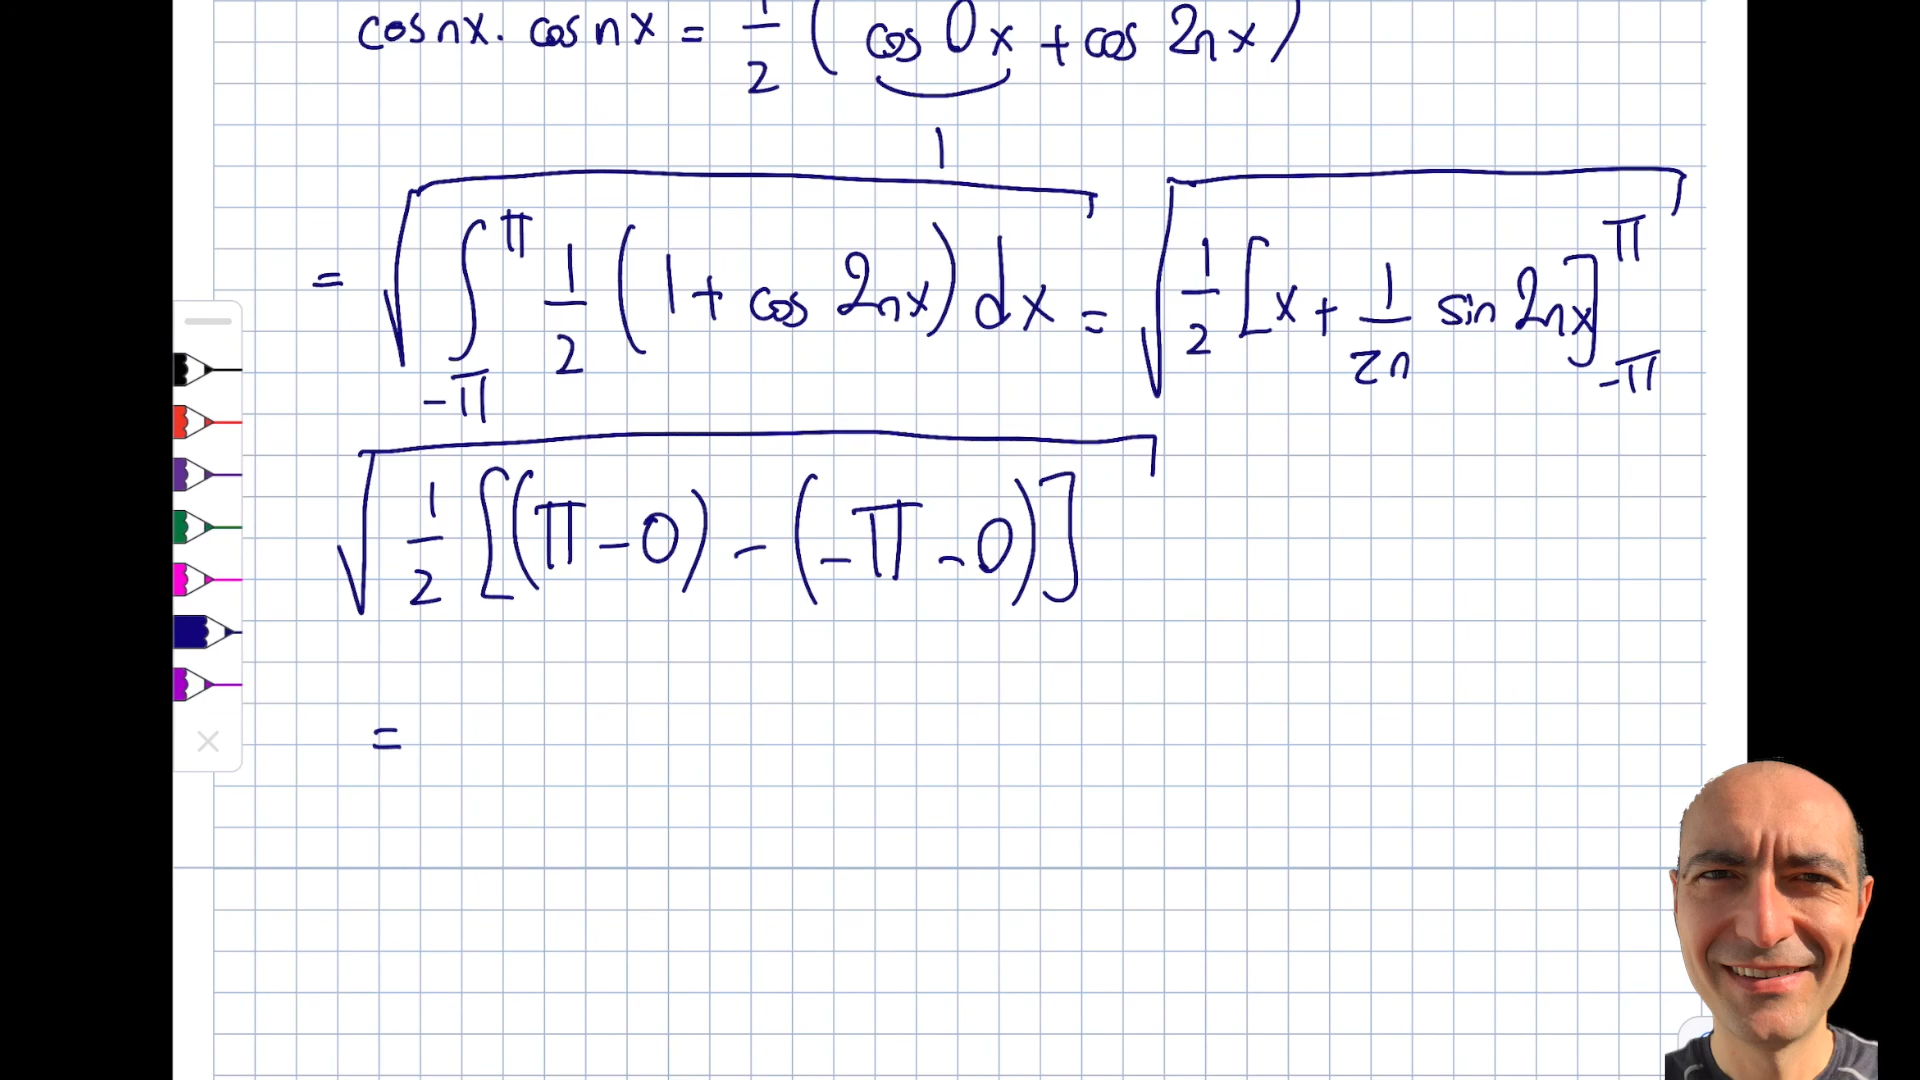 cos nx . cos nx = 1/2 ( cos 0x + cos 2nx )
1
= √( ∫_{-π}^{π} 1/2 ( 1 + cos 2nx ) dx ) = √( 1/2 [ x + 1/2n sin 2nx ]_{-π}^{π} )
√( 1/2 [ ( π - 0 ) - ( -π - 0 ) ] )
=